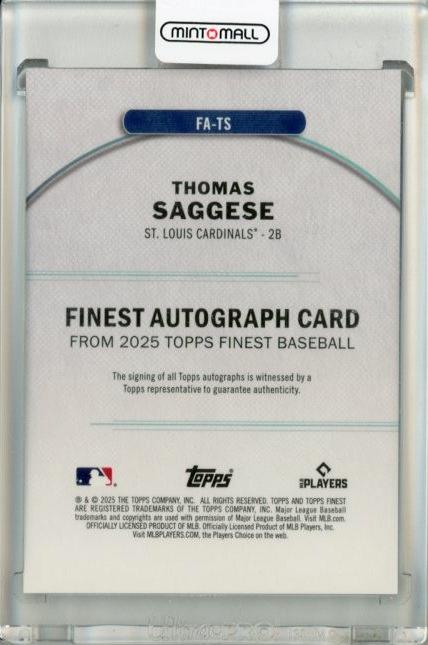 MINTMALL
FA-TS
THOMAS
SAGGESE
ST. LOUIS CARDINALS® - 2B
FINEST AUTOGRAPH CARD
FROM 2025 TOPPS FINEST BASEBALL
The signing of all Topps autographs is witnessed by a
Topps representative to guarantee authenticity.
Topps®
MLB PLAYERS
® & © 2025 THE TOPPS COMPANY, INC. ALL RIGHTS RESERVED. TOPPS AND TOPPS FINEST
ARE REGISTERED TRADEMARKS OF THE TOPPS COMPANY, INC. Major League Baseball
trademarks and copyrights are used with permission of Major League Baseball. Visit MLB.com.
OFFICIALLY LICENSED PRODUCT OF MLB. Officially Licensed Product of MLB Players, Inc.
Visit MLBPLAYERS.com, the Players Choice on the web.